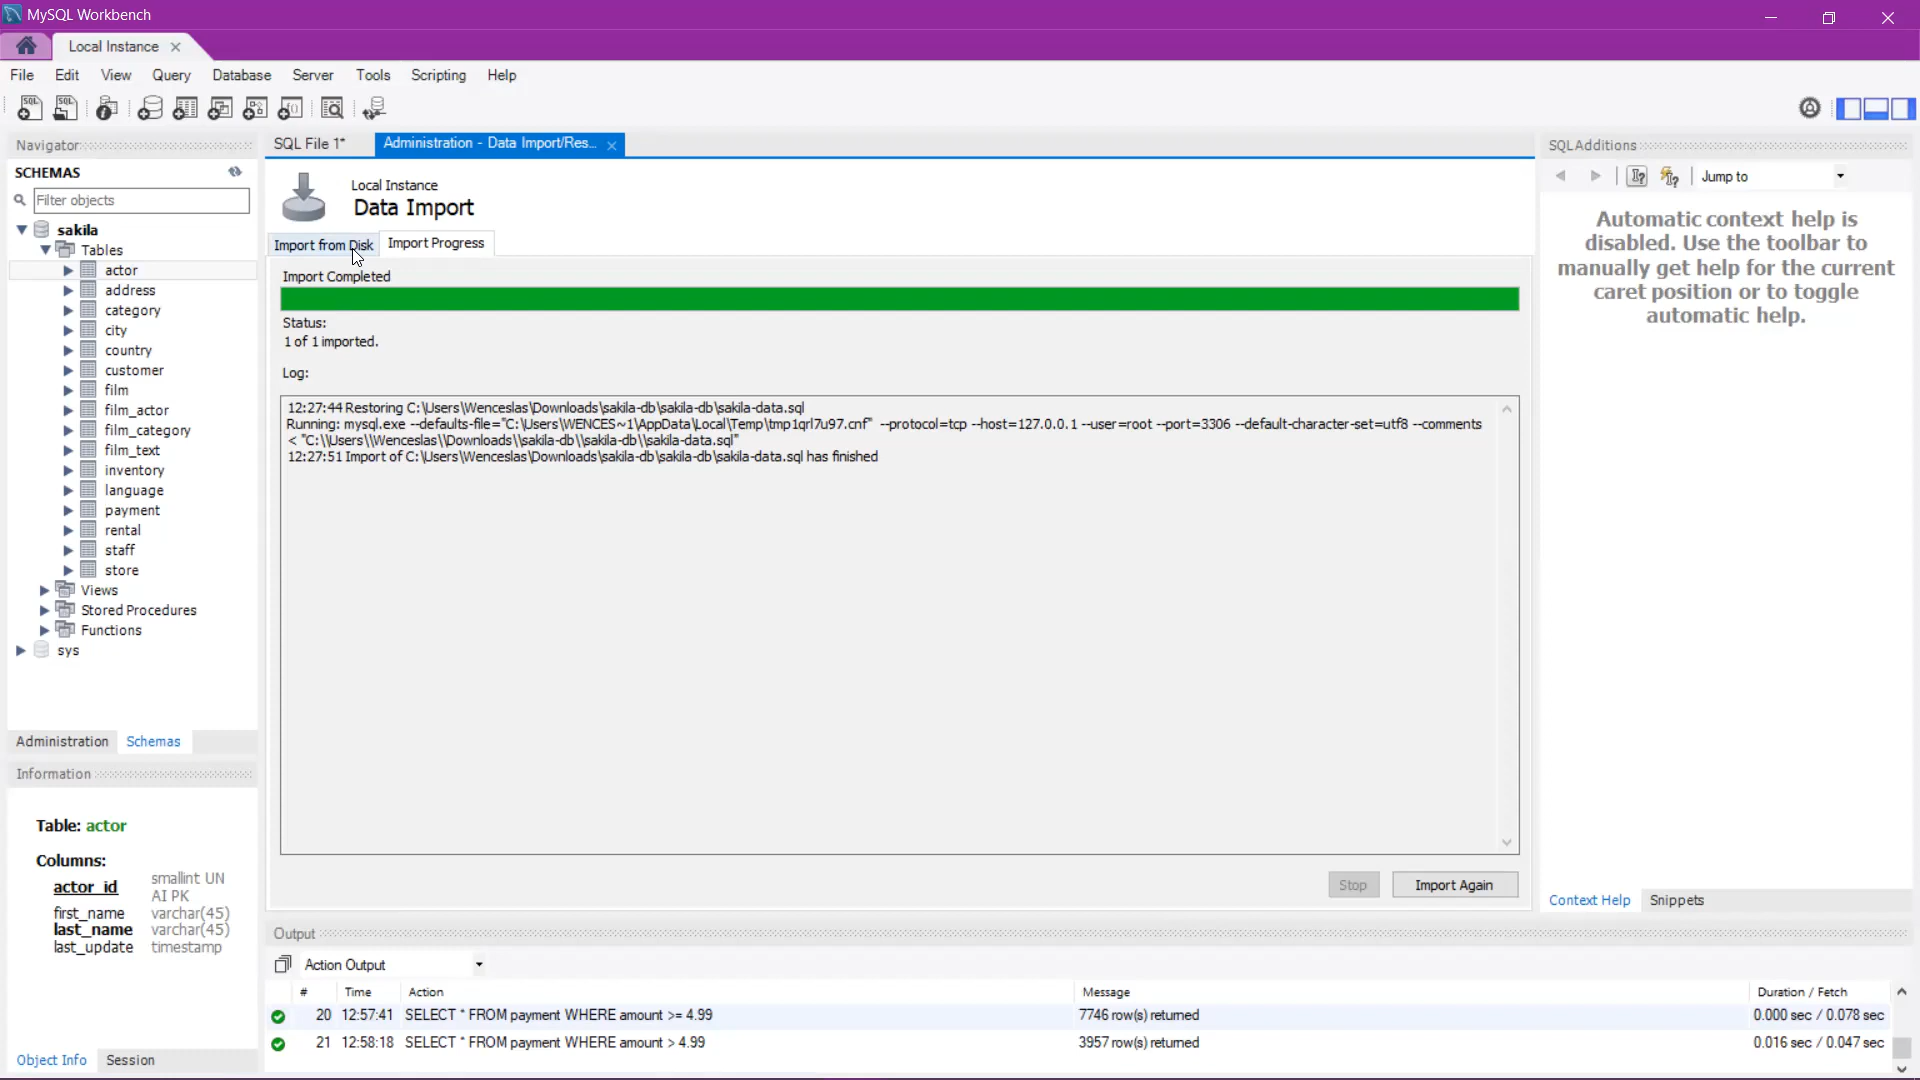 MySQL Workbench
Local Instance
File Edit View Query Database Server Tools Scripting Help
Navigator
SCHEMAS
Filter objects
sakila
Tables
actor
address
category
city
country
customer
film
film_actor
film_category
film_text
inventory
language
payment
rental
staff
store
Views
Stored Procedures
Functions
sys
Administration Schemas
Information
Table: actor
Columns:
actor_id smallint UN AI PK
first_name varchar(45)
last_name varchar(45)
last_update timestamp
Object Info Session
SQL File 1* Administration - Data Import/Res...
Local Instance
Data Import
Import from Disk Import Progress
Import Completed
Status:
1 of 1 imported.
Log:
12:27:44 Restoring C:\Users\Wenceslas\Downloads\sakila-db\sakila-db\sakila-data.sql
Running: mysql.exe --defaults-file="C:\Users\WENCES~1\AppData\Local\Temp\tmp1qrl7u97.cnf" --protocol=tcp --host=127.0.0.1 --user=root --port=3306 --default-character-set=utf8 --comments
< "C:\\Users\\Wenceslas\\Downloads\\sakila-db\\sakila-db\\sakila-data.sql"
12:27:51 Import of C:\Users\Wenceslas\Downloads\sakila-db\sakila-db\sakila-data.sql has finished
Stop Import Again
Output
Action Output
# Time Action Message Duration / Fetch
20 12:57:41 SELECT * FROM payment WHERE amount >= 4.99 7746 row(s) returned 0.000 sec / 0.078 sec
21 12:58:18 SELECT * FROM payment WHERE amount > 4.99 3957 row(s) returned 0.016 sec / 0.047 sec
SQLAdditions
Jump to
Automatic context help is
disabled. Use the toolbar to
manually get help for the current
caret position or to toggle
automatic help.
Context Help Snippets